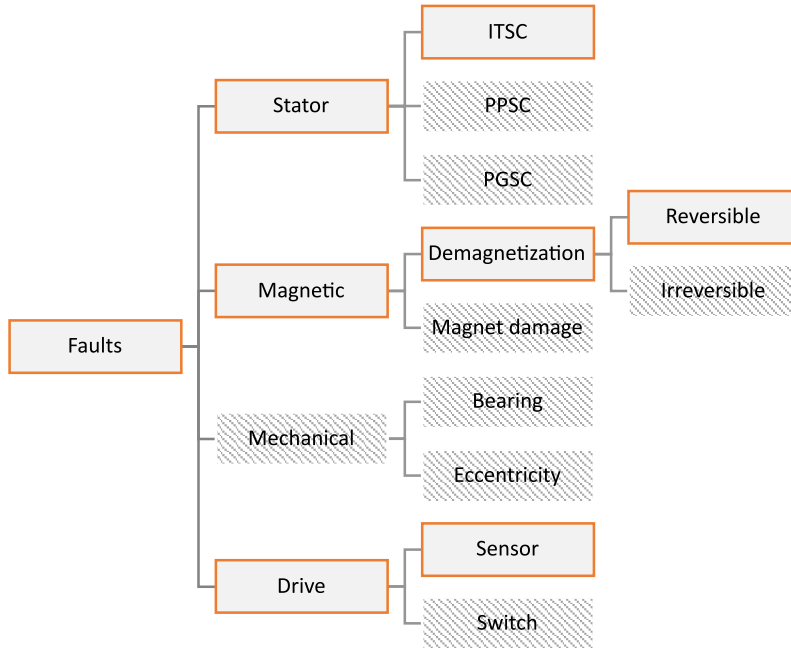 Faults
Stator
ITSC
PPSC
PGSC
Magnetic
Demagnetization
Reversible
Irreversible
Magnet damage
Mechanical
Bearing
Eccentricity
Drive
Sensor
Switch